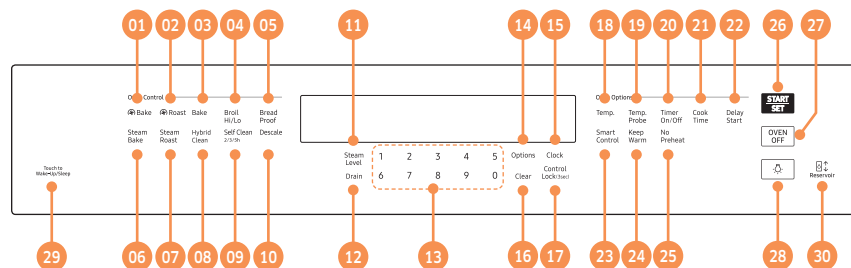 01 02 03 04 05 11 14 15 18 19 20 21 22 26 27
Control
Options
Bake Roast Bake Broil Hi/Lo Bread Proof
Temp. Temp. Probe Timer On/Off Cook Time Delay Start
START SET
Steam Bake Steam Roast Hybrid Clean Self Clean 2/3/5h Descale
Smart Control Keep Warm No Preheat
OVEN OFF
Steam Level 1 2 3 4 5 Options Clock
Drain 6 7 8 9 0 Clear Control Lock(3sec)
Touch to
Wake-Up/Sleep
Reservoir
29 06 07 08 09 10 12 13 16 17 23 24 25 28 30